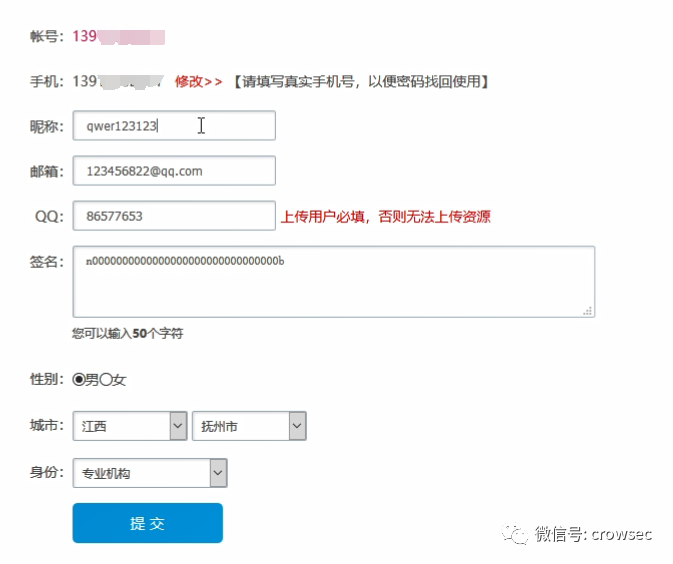 帐号：139
手机：139 修改>> 【请填写真实手机号，以便密码找回使用】
昵称： qwer123123
邮箱： 123456822@qq.com
QQ： 86577653 上传用户必填，否则无法上传资源
签名：
您可以输入50个字符
性别： 男 女
城市： 江西 抚州市
身份： 专业机构
提 交
微信号: crowsec